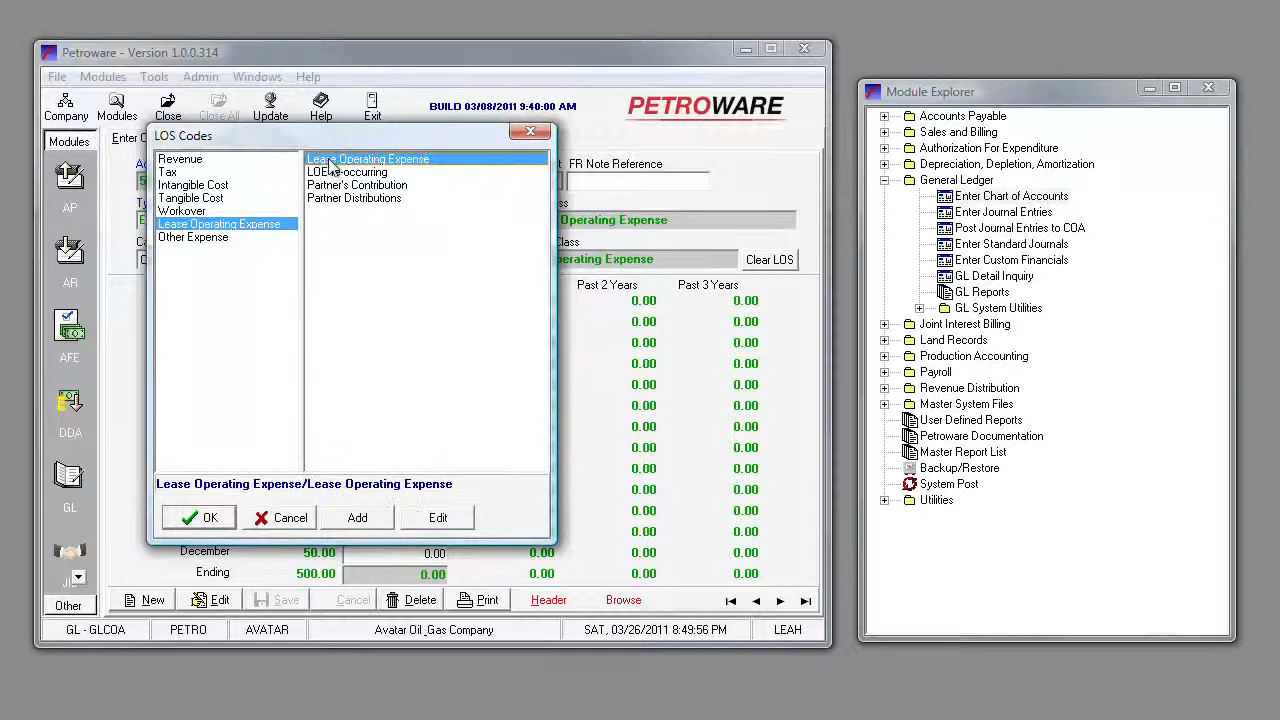 Petroware - Version 1.0.0.314
File Modules Tools Admin Windows Help
Company Modules Close Close All Update Help Exit
BUILD 03/08/2011 9:40:00 AM
PETROWARE
Modules
AP
AR
AFE
DDA
GL
Other
Enter C
LOS Codes
Revenue
Tax
Intangible Cost
Tangible Cost
Workover
Lease Operating Expense
Other Expense
Lease Operating Expense
Partner's Contribution
Partner Distributions
Lease Operating Expense/Lease Operating Expense
OK Cancel Add Edit
FR Note Reference
Operating Expense
Class
erating Expense Clear LOS
Past 2 Years Past 3 Years
0.00 0.00
0.00 0.00
0.00 0.00
0.00 0.00
0.00 0.00
0.00 0.00
0.00 0.00
0.00 0.00
0.00 0.00
0.00 0.00
0.00 0.00
0.00 0.00
December 50.00 0.00 0.00 0.00 0.00
Ending 500.00 0.00 0.00 0.00 0.00
New Edit Save Cancel Delete Print Header Browse
GL - GLCOA PETRO AVATAR Avatar Oil_Gas Company SAT, 03/26/2011 8:49:56 PM LEAH
Module Explorer
Accounts Payable
Sales and Billing
Authorization For Expenditure
Depreciation, Depletion, Amortization
General Ledger
Enter Chart of Accounts
Enter Journal Entries
Post Journal Entries to COA
Enter Standard Journals
Enter Custom Financials
GL Detail Inquiry
GL Reports
GL System Utilities
Joint Interest Billing
Land Records
Production Accounting
Payroll
Revenue Distribution
Master System Files
User Defined Reports
Petroware Documentation
Master Report List
Backup/Restore
System Post
Utilities